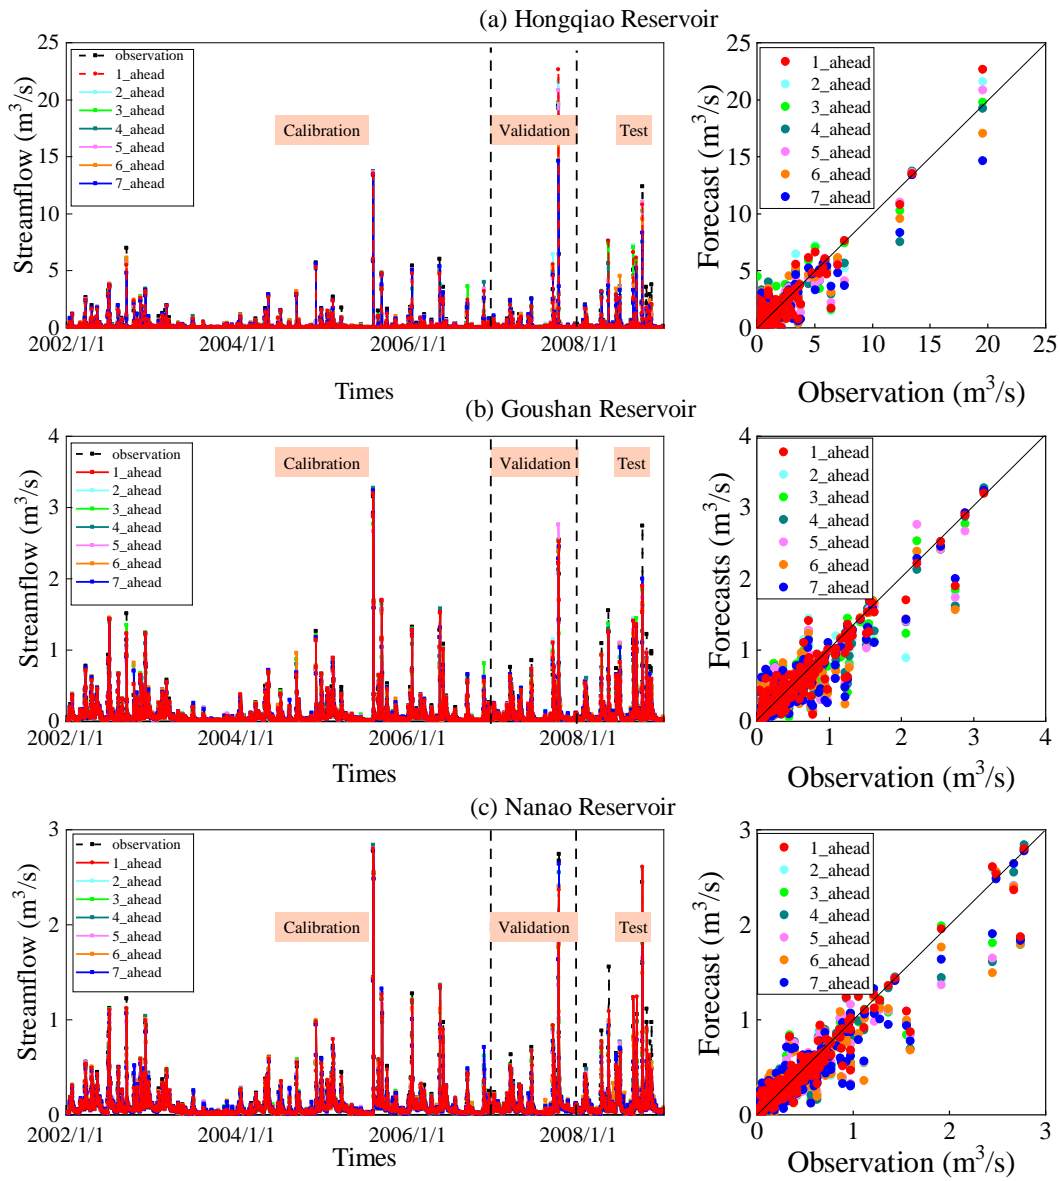 (a) Hongqiao Reservoir
Streamflow (m³/s)
25
20
15
10
5
0
observation
1_ahead
2_ahead
3_ahead
4_ahead
5_ahead
6_ahead
7_ahead
Calibration
Validation
Test
2002/1/1
2004/1/1
2006/1/1
2008/1/1
Times
Forecast (m³/s)
25
20
15
10
5
0
1_ahead
2_ahead
3_ahead
4_ahead
5_ahead
6_ahead
7_ahead
0 5 10 15 20 25
Observation (m³/s)
(b) Goushan Reservoir
Streamflow (m³/s)
4
3
2
1
0
observation
1_ahead
2_ahead
3_ahead
4_ahead
5_ahead
6_ahead
7_ahead
Calibration
Validation
Test
2002/1/1
2004/1/1
2006/1/1
2008/1/1
Times
Forecasts (m³/s)
4
3
2
1
0
1_ahead
2_ahead
3_ahead
4_ahead
5_ahead
6_ahead
7_ahead
0 1 2 3 4
Observation (m³/s)
(c) Nanao Reservoir
Streamflow (m³/s)
3
2
1
0
observation
1_ahead
2_ahead
3_ahead
4_ahead
5_ahead
6_ahead
7_ahead
Calibration
Validation
Test
2002/1/1
2004/1/1
2006/1/1
2008/1/1
Times
Forecast (m³/s)
3
2
1
0
1_ahead
2_ahead
3_ahead
4_ahead
5_ahead
6_ahead
7_ahead
0 1 2 3
Observation (m³/s)